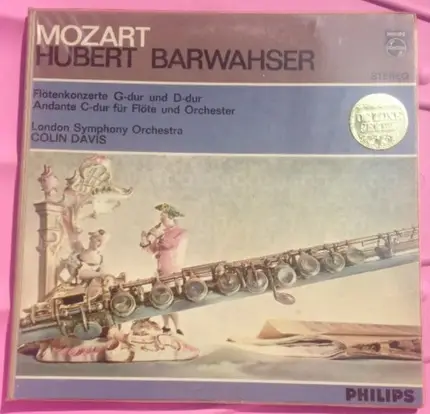 MOZART
HUBERT BARWAHSER
PHILIPS
STEREO
Flötenkonzerte G-dur und D-dur
Andante C-dur für Flöte und Orchester
London Symphony Orchestra
COLIN DAVIS
PHILIPS